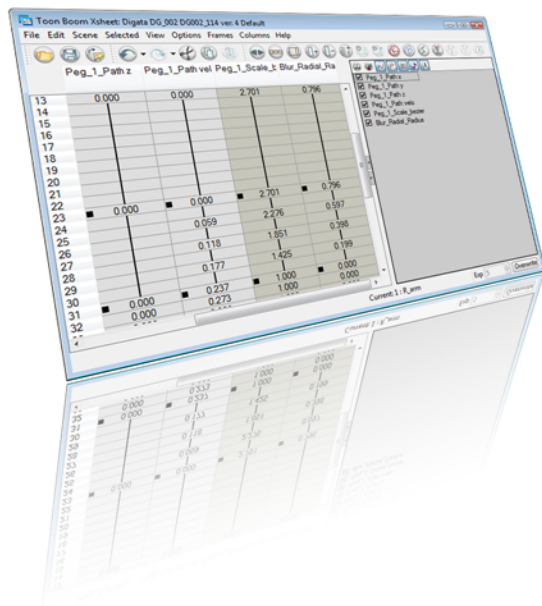 Toon Boom Xsheet: Digata DG_002 DG002_114 ver: 4 Default
File Edit Scene Selected View Options Frames Columns Help
Peg_1_Path z Peg_1_Path vel Peg_1_Scale_b Blur_Radial_Ra
13 0.000 0.000 2.701 0.796
14
15
16
17
18
19
20
21
22
23 0.000 0.000 2.701 0.796
24 0.059 2.276 0.597
25
26 0.118 1.851 0.398
27
28 0.177 1.425 0.199
29
30 0.237 1.000 0.000
31 0.000 0.273 1.000 0.000
32
Peg_1_Path x
Peg_1_Path y
Peg_1_Path z
Peg_1_Path velo
Peg_1_Scale_bezier
Blur_Radial_Radius
Current: 1 : R_arm
Exp 5 Overwrite